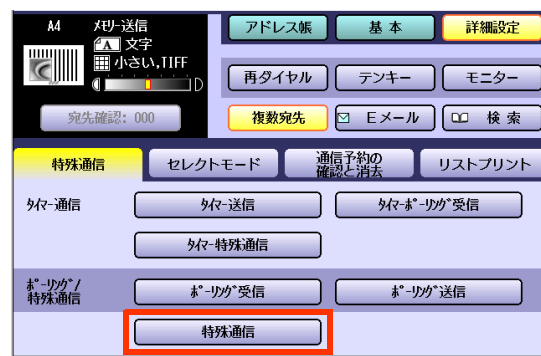 A4 ﾒﾓﾘｰ送信
A 文字
小さい,TIFF
D
宛先確認: 000
アドレス帳 基本 詳細設定
再ダイヤル テンキー モニター
複数宛先 Eメール 検索
特殊通信 セレクトモード 通信予約の リストプリント
確認と消去
ﾀｲﾏｰ通信 ﾀｲﾏｰ送信 ﾀｲﾏｰﾎﾟｰﾘﾝｸﾞ受信
ﾀｲﾏｰ特殊通信
ﾎﾟｰﾘﾝｸﾞ/ ﾎﾟｰﾘﾝｸﾞ受信 ﾎﾟｰﾘﾝｸﾞ送信
特殊通信
特殊通信